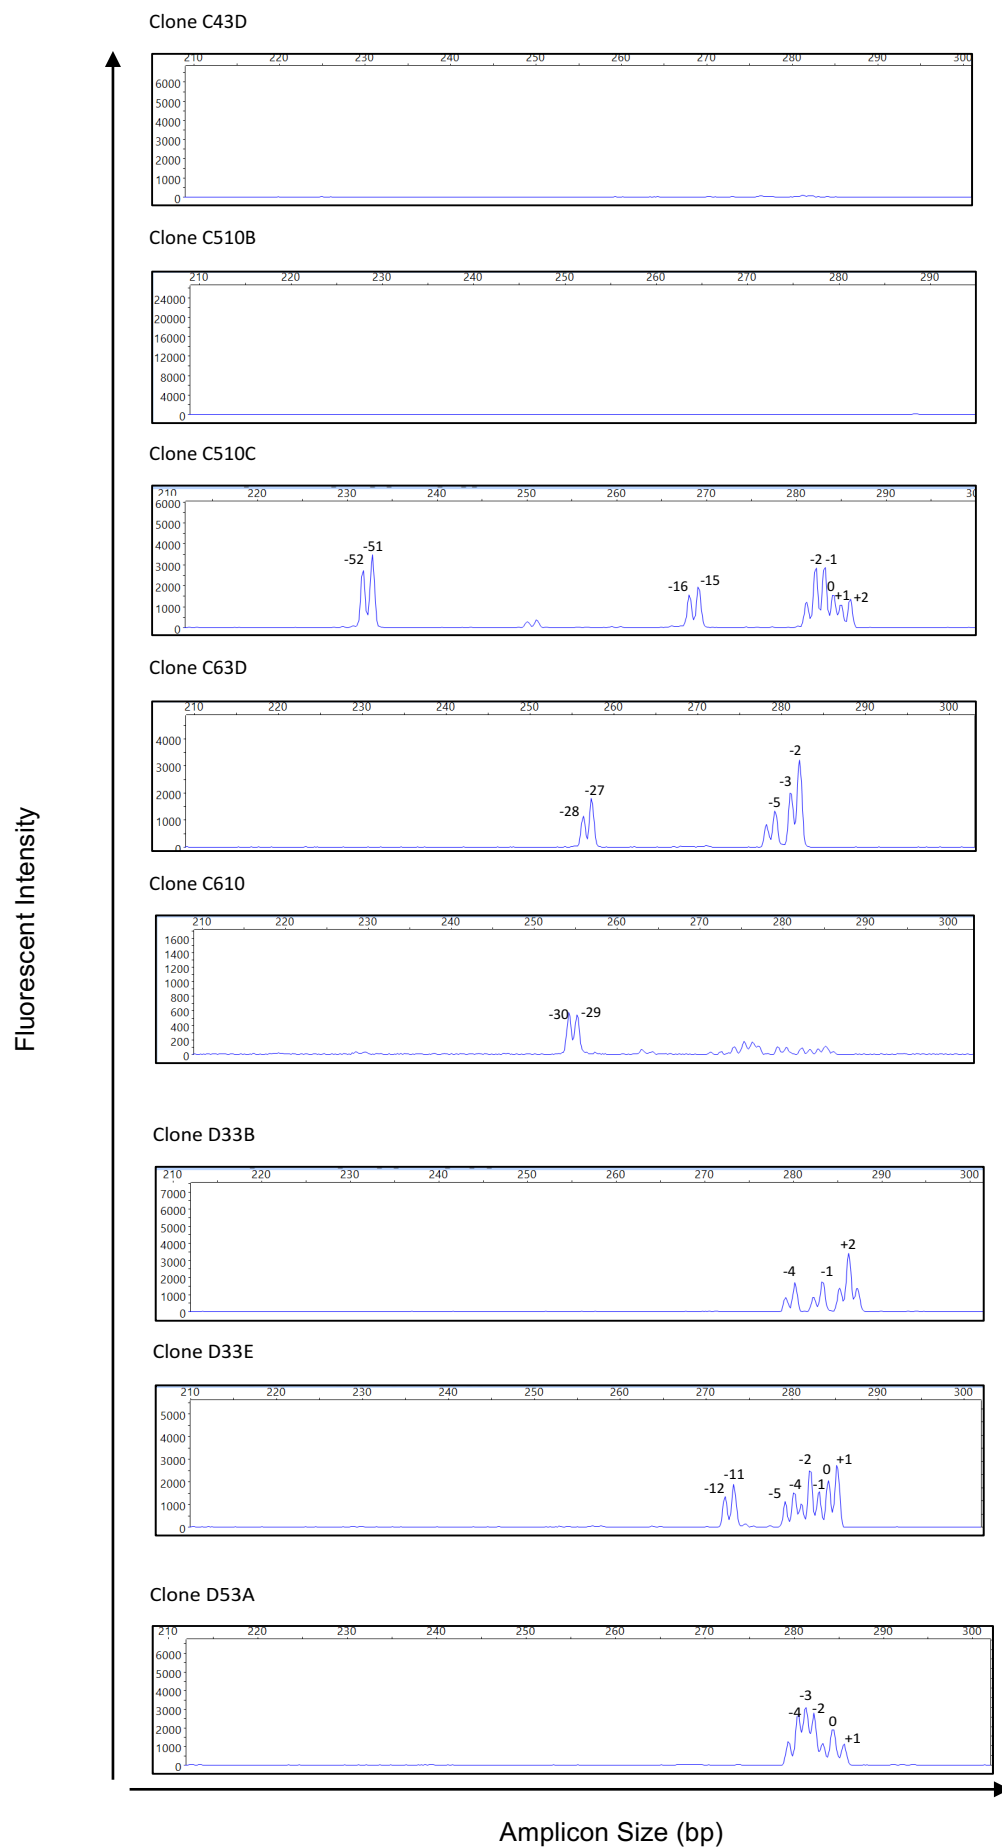 Clone C43D
210 220 230 240 250 260 270 280 290 300
6000
5000
4000
3000
2000
1000
0
Clone C510B
210 220 230 240 250 260 270 280 290
24000
20000
16000
12000
8000
4000
0
Clone C510C
210 220 230 240 250 260 270 280 290 30
6000
5000
4000
3000
2000
1000
0
-52 -51 -16 -15 -2 -1 0 +1 +2
Clone C63D
210 220 230 240 250 260 270 280 290 300
4000
3000
2000
1000
0
-28 -27 -5 -3 -2
Clone C610
210 220 230 240 250 260 270 280 290 300
1600
1400
1200
1000
800
600
400
200
0
-30 -29
Clone D33B
210 220 230 240 250 260 270 280 290 300
7000
6000
5000
4000
3000
2000
1000
0
-4 -1 +2
Clone D33E
210 220 230 240 250 260 270 280 290 300
5000
4000
3000
2000
1000
0
-12 -11 -5 -4 -2 -1 0 +1
Clone D53A
210 220 230 240 250 260 270 280 290 300
6000
5000
4000
3000
2000
1000
0
-4 -3 -2 0 +1
Fluorescent Intensity
Amplicon Size (bp)